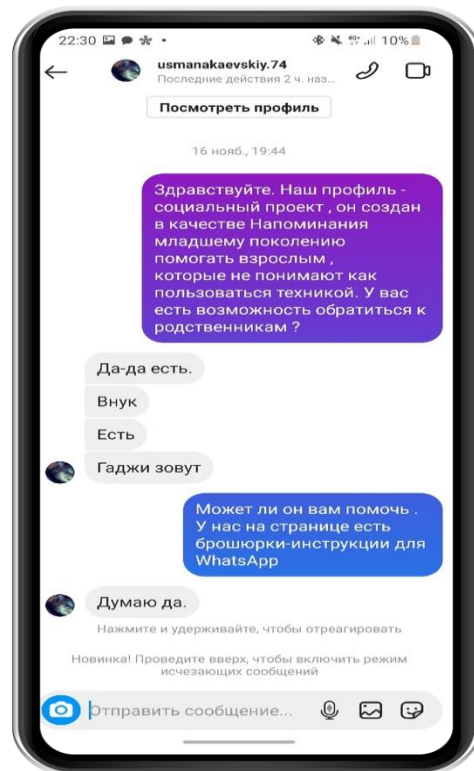 22:30
10%
usmanakaevskiy.74
Последние действия 2 ч. наз...
Посмотреть профиль
16 нояб., 19:44
Здравствуйте. Наш профиль -
социальный проект , он создан
в качестве Напоминания
младшему поколению
помогать взрослым ,
которые не понимают как
пользоваться техникой. У вас
есть возможность обратиться к
родственникам ?
Да-да есть.
Внук
Есть
Гаджи зовут
Может ли он вам помочь .
У нас на странице есть
брошюрки-инструкции для
WhatsApp
Думаю да.
Нажмите и удерживайте, чтобы отреагировать
Новинка! Проведите вверх, чтобы включить режим
исчезающих сообщений
Отправить сообщение...